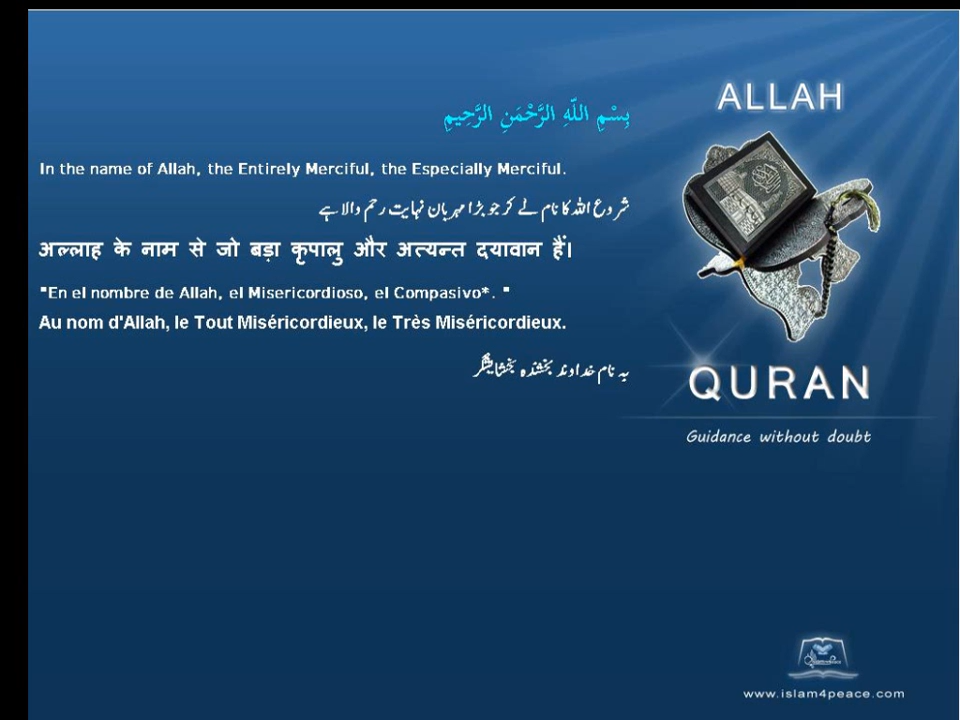 بِسْمِ اللَّهِ الرَّحْمَنِ الرَّحِيمِ
In the name of Allah, the Entirely Merciful, the Especially Merciful.
شروع الله کا نام لے کر جو بڑا مہربان نہایت رحم والا ہے
अल्लाह के नाम से जो बड़ा कृपालु और अत्यन्त दयावान हैं।
"En el nombre de Allah, el Misericordioso, el Compasivo*. "
Au nom d'Allah, le Tout Miséricordieux, le Très Miséricordieux.
به نام خداوند بخشنده بخشایشگر
ALLAH
QURAN
Guidance without doubt
www.islam4peace.com